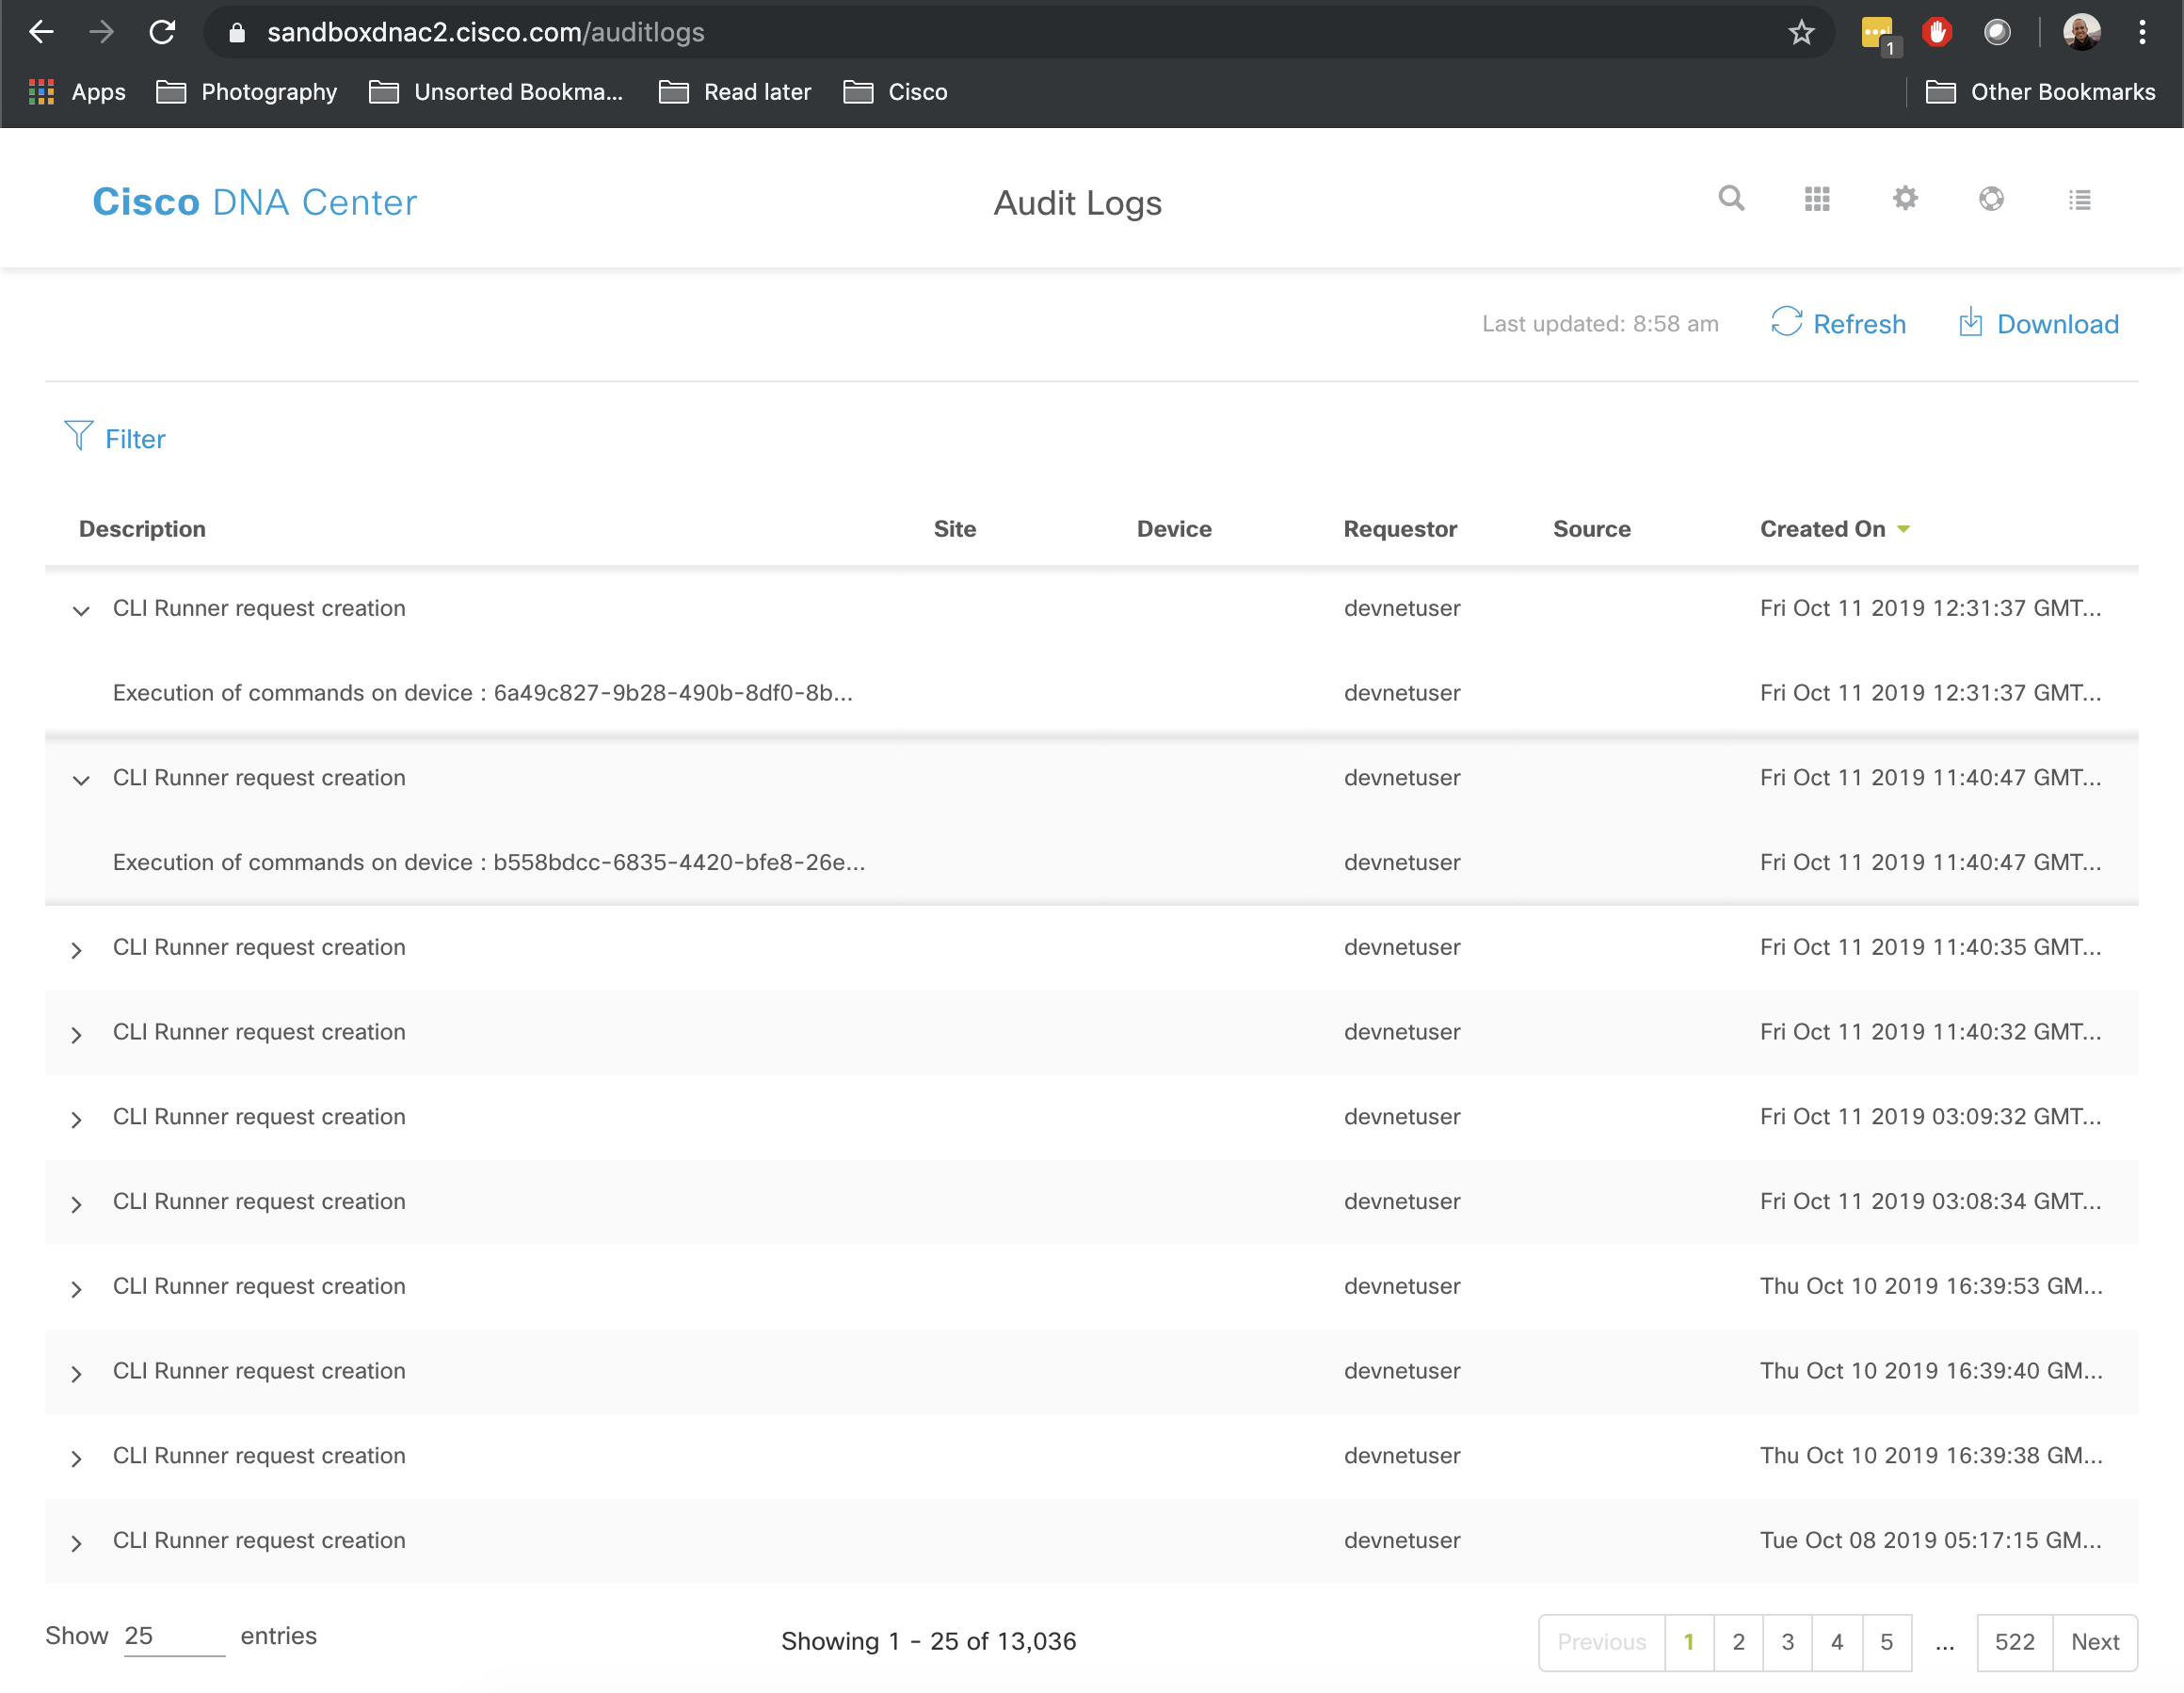 sandboxdnac2.cisco.com/auditlogs
1
Apps Photography Unsorted Bookma... Read later Cisco Other Bookmarks
Cisco DNA Center Audit Logs
Last updated: 8:58 am Refresh Download
Filter
Description Site Device Requestor Source Created On
CLI Runner request creation devnetuser Fri Oct 11 2019 12:31:37 GMT...
Execution of commands on device : 6a49c827-9b28-490b-8df0-8b... devnetuser Fri Oct 11 2019 12:31:37 GMT...
CLI Runner request creation devnetuser Fri Oct 11 2019 11:40:47 GMT...
Execution of commands on device : b558bdcc-6835-4420-bfe8-26e... devnetuser Fri Oct 11 2019 11:40:47 GMT...
CLI Runner request creation devnetuser Fri Oct 11 2019 11:40:35 GMT...
CLI Runner request creation devnetuser Fri Oct 11 2019 11:40:32 GMT...
CLI Runner request creation devnetuser Fri Oct 11 2019 03:09:32 GMT...
CLI Runner request creation devnetuser Fri Oct 11 2019 03:08:34 GMT...
CLI Runner request creation devnetuser Thu Oct 10 2019 16:39:53 GM...
CLI Runner request creation devnetuser Thu Oct 10 2019 16:39:40 GM...
CLI Runner request creation devnetuser Thu Oct 10 2019 16:39:38 GM...
CLI Runner request creation devnetuser Tue Oct 08 2019 05:17:15 GM...
Show 25 entries Showing 1 - 25 of 13,036 Previous 1 2 3 4 5 ... 522 Next